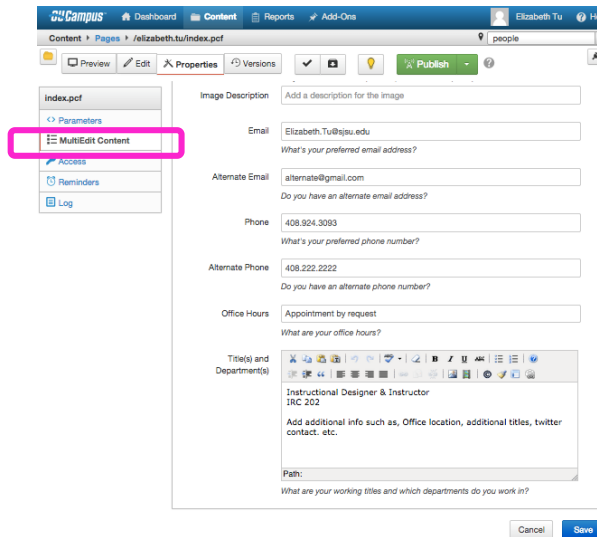 OU Campus Dashboard Content Reports Add-Ons Elizabeth Tu
Content Pages /elizabeth.tu/index.pcf people
Preview Edit Properties Versions Publish
index.pcf
Parameters
MultiEdit Content
Access
Reminders
Log
Image Description Add a description for the image
Email Elizabeth.Tu@sjsu.edu
What's your preferred email address?
Alternate Email alternate@gmail.com
Do you have an alternate email address?
Phone 408.924.3093
What's your preferred phone number?
Alternate Phone 408.222.2222
Do you have an alternate phone number?
Office Hours Appointment by request
What are your office hours?
Title(s) and
Department(s)
B I U ABC
Instructional Designer & Instructor
IRC 202
Add additional info such as, Office location, additional titles, twitter
contact. etc.
Path:
What are your working titles and which departments do you work in?
Cancel Save